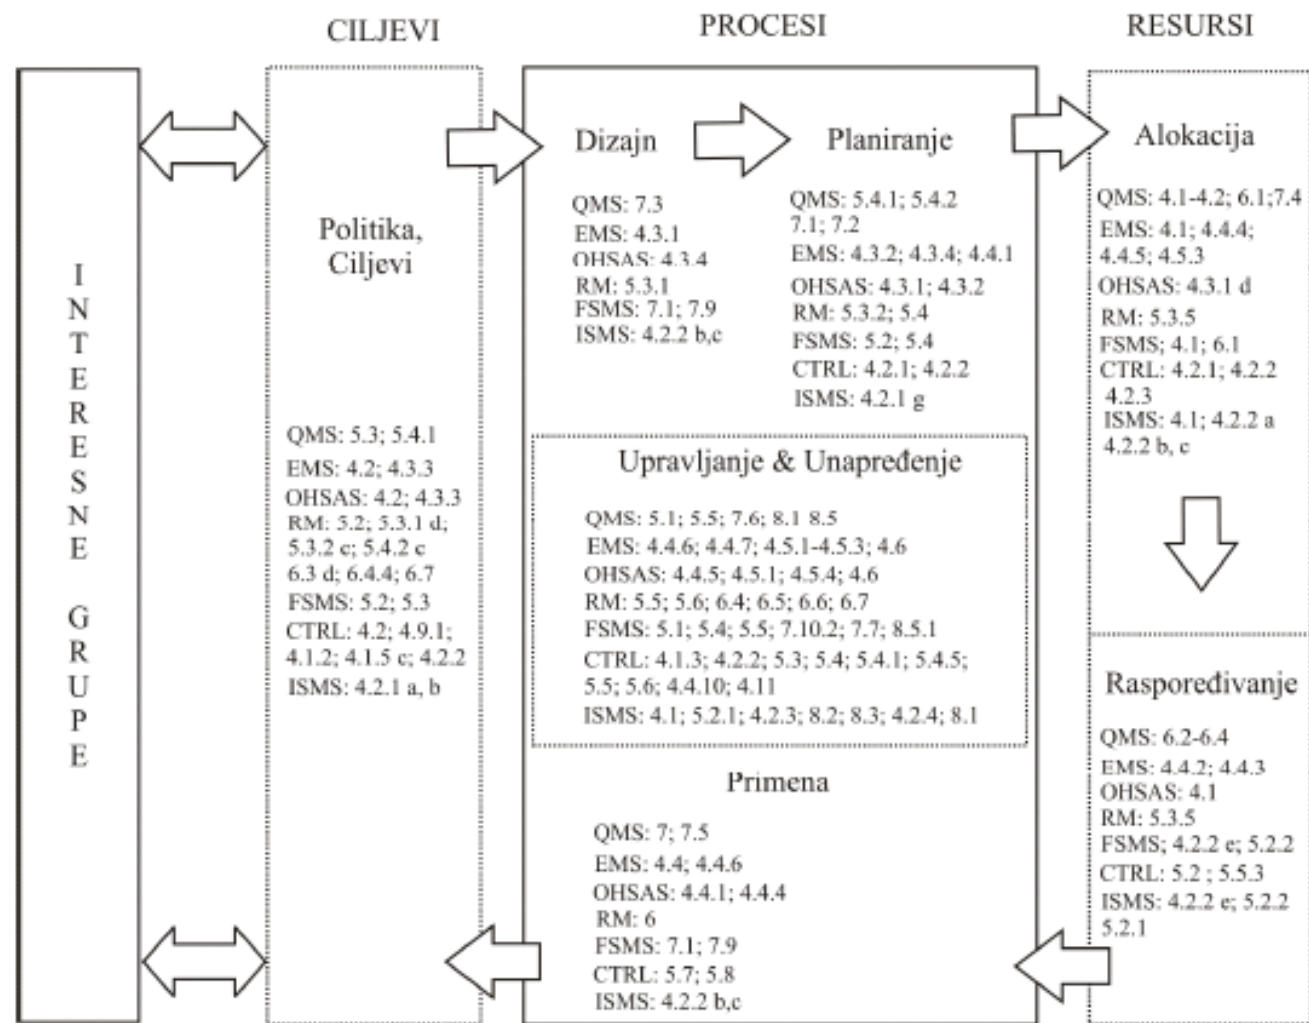 CILJEVI
PROCESI
RESURSI
INTERESNE GRUPE
Politika,
Ciljevi
QMS: 5.3; 5.4.1
EMS: 4.2; 4.3.3
OHSAS: 4.2; 4.3.3
RM: 5.2; 5.3.1 d;
5.3.2 c; 5.4.2 c
6.3 d; 6.4.4; 6.7
FSMS: 5.2; 5.3
CTRL: 4.2; 4.9.1;
4.1.2; 4.1.5 c; 4.2.2
ISMS: 4.2.1 a, b
Dizajn
QMS: 7.3
EMS: 4.3.1
OHSAS: 4.3.4
RM: 5.3.1
FSMS: 7.1; 7.9
ISMS: 4.2.2 b,c
Planiranje
QMS: 5.4.1; 5.4.2
7.1; 7.2
EMS: 4.3.2; 4.3.4; 4.4.1
OHSAS: 4.3.1; 4.3.2
RM: 5.3.2; 5.4
FSMS: 5.2; 5.4
CTRL: 4.2.1; 4.2.2
ISMS: 4.2.1 g
Upravljanje & Unapređenje
QMS: 5.1; 5.5; 7.6; 8.1 8.5
EMS: 4.4.6; 4.4.7; 4.5.1-4.5.3; 4.6
OHSAS: 4.4.5; 4.5.1; 4.5.4; 4.6
RM: 5.5; 5.6; 6.4; 6.5; 6.6; 6.7
FSMS: 5.1; 5.4; 5.5; 7.10.2; 7.7; 8.5.1
CTRL: 4.1.3; 4.2.2; 5.3; 5.4; 5.4.1; 5.4.5;
5.5; 5.6; 4.4.10; 4.11
ISMS: 4.1; 5.2.1; 4.2.3; 8.2; 8.3; 4.2.4; 8.1
Primena
QMS: 7; 7.5
EMS: 4.4; 4.4.6
OHSAS: 4.4.1; 4.4.4
RM: 6
FSMS: 7.1; 7.9
CTRL: 5.7; 5.8
ISMS: 4.2.2 b,c
Alokacija
QMS: 4.1-4.2; 6.1;7.4
EMS: 4.1; 4.4.4;
4.4.5; 4.5.3
OHSAS: 4.3.1 d
RM: 5.3.5
FSMS; 4.1; 6.1
CTRL: 4.2.1; 4.2.2
4.2.3
ISMS: 4.1; 4.2.2 a
4.2.2 b, c
Raspoređivanje
QMS: 6.2-6.4
EMS: 4.4.2; 4.4.3
OHSAS: 4.1
RM: 5.3.5
FSMS; 4.2.2 e; 5.2.2
CTRL: 5.2 ; 5.5.3
ISMS: 4.2.2 e; 5.2.2
5.2.1